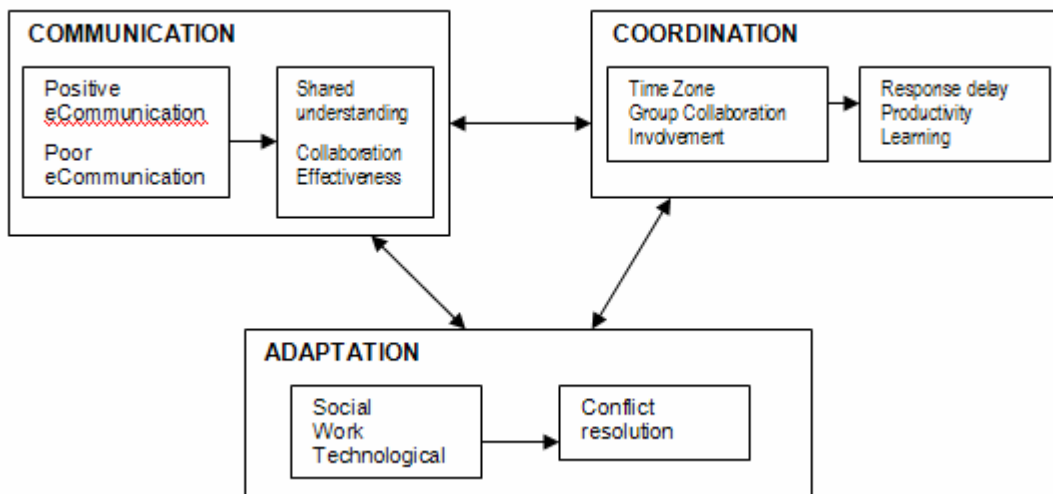 COMMUNICATION
Positive
eCommunication
Poor
eCommunication
Shared
understanding
Collaboration
Effectiveness
COORDINATION
Time Zone
Group Collaboration
Involvement
Response delay
Productivity
Learning
ADAPTATION
Social
Work
Technological
Conflict
resolution